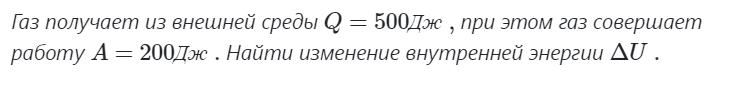 Газ получает из внешней среды Q = 500Дж , при этом газ совершает
работу A = 200Дж . Найти изменение внутренней энергии ΔU .